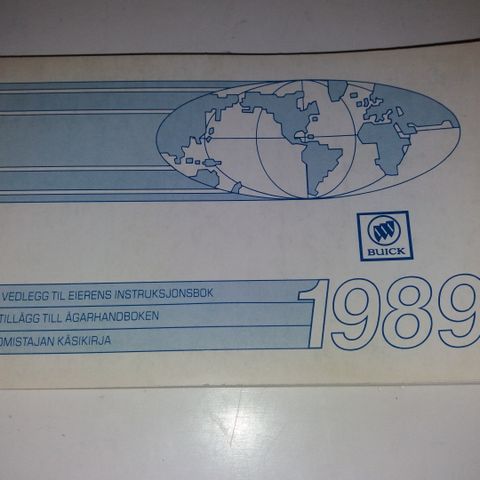 BUICK
VEDLEGG TIL EIERENS INSTRUKSJONSBOK
TILLÄGG TILL ÄGARHANDBOKEN
OMISTAJAN KÄSIKIRJA
1989